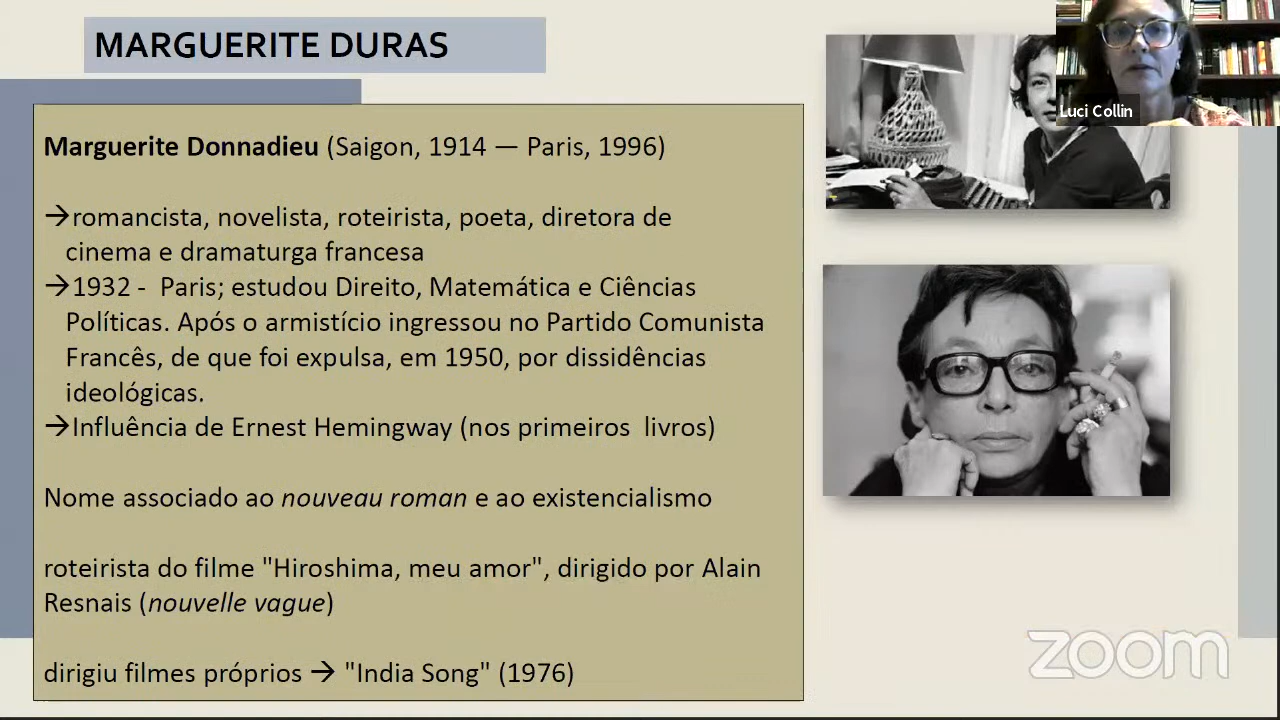 MARGUERITE DURAS
Luci Collin
Marguerite Donnadieu (Saigon, 1914 — Paris, 1996)
→romancista, novelista, roteirista, poeta, diretora de
cinema e dramaturga francesa
→1932 - Paris; estudou Direito, Matemática e Ciências
Políticas. Após o armistício ingressou no Partido Comunista
Francês, de que foi expulsa, em 1950, por dissidências
ideológicas.
→Influência de Ernest Hemingway (nos primeiros livros)
Nome associado ao nouveau roman e ao existencialismo
roteirista do filme "Hiroshima, meu amor", dirigido por Alain
Resnais (nouvelle vague)
dirigiu filmes próprios → "India Song" (1976)
zoom